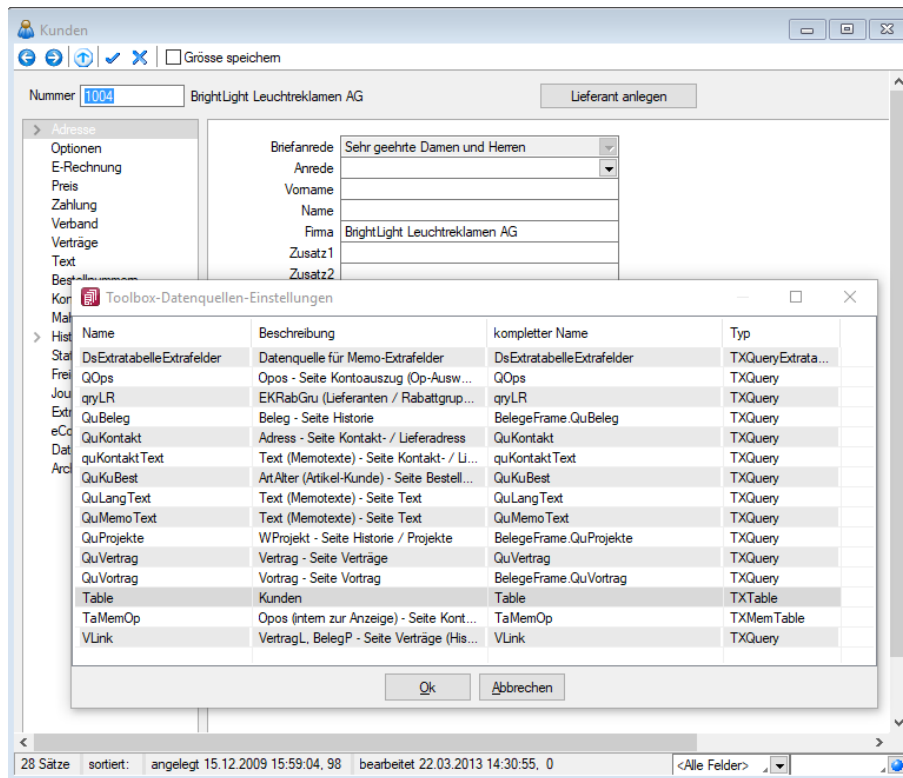 Kunden
Grösse speichern
Nummer 1004 BrightLight Leuchtreklamen AG Lieferant anlegen
Adresse
Optionen
E-Rechnung
Preis
Zahlung
Verband
Verträge
Text
Briefanrede Sehr geehrte Damen und Herren
Anrede
Vorname
Name
Firma BrightLight Leuchtreklamen AG
Zusatz1
Zusatz2
Toolbox-Datenquellen-Einstellungen
Name Beschreibung kompletter Name Typ
DsExtratabelleExtrafelder Datenquelle für Memo-Extrafelder DsExtratabelleExtrafelder TXQueryExtrata...
QOps Opos - Seite Kontoauszug (Op-Ausw... QOps TXQuery
qryLR EKRabGru (Lieferanten / Rabattgrup... qryLR TXQuery
QuBeleg Beleg - Seite Historie BelegeFrame.QuBeleg TXQuery
QuKontakt Adress - Seite Kontakt- / Lieferadress QuKontakt TXQuery
quKontaktText Text (Memotexte) - Seite Kontakt- / Li... quKontaktText TXQuery
QuKuBest ArtAlter (Artikel-Kunde) - Seite Bestell... QuKuBest TXQuery
QuLangText Text (Memotexte) - Seite Text QuLangText TXQuery
QuMemoText Text (Memotexte) - Seite Text QuMemoText TXQuery
QuProjekte WProjekt - Seite Historie / Projekte BelegeFrame.QuProjekte TXQuery
QuVertrag Vertrag - Seite Verträge QuVertrag TXQuery
QuVortrag Vortrag - Seite Vortrag BelegeFrame.QuVortrag TXQuery
Table Kunden Table TXTable
TaMemOp Opos (intern zur Anzeige) - Seite Kont... TaMemOp TXMemTable
VLink VertragL, BelegP - Seite Verträge (His... VLink TXQuery
Ok Abbrechen
28 Sätze sortiert: angelegt 15.12.2009 15:59:04, 98 bearbeitet 22.03.2013 14:30:55, 0 <Alle Felder>